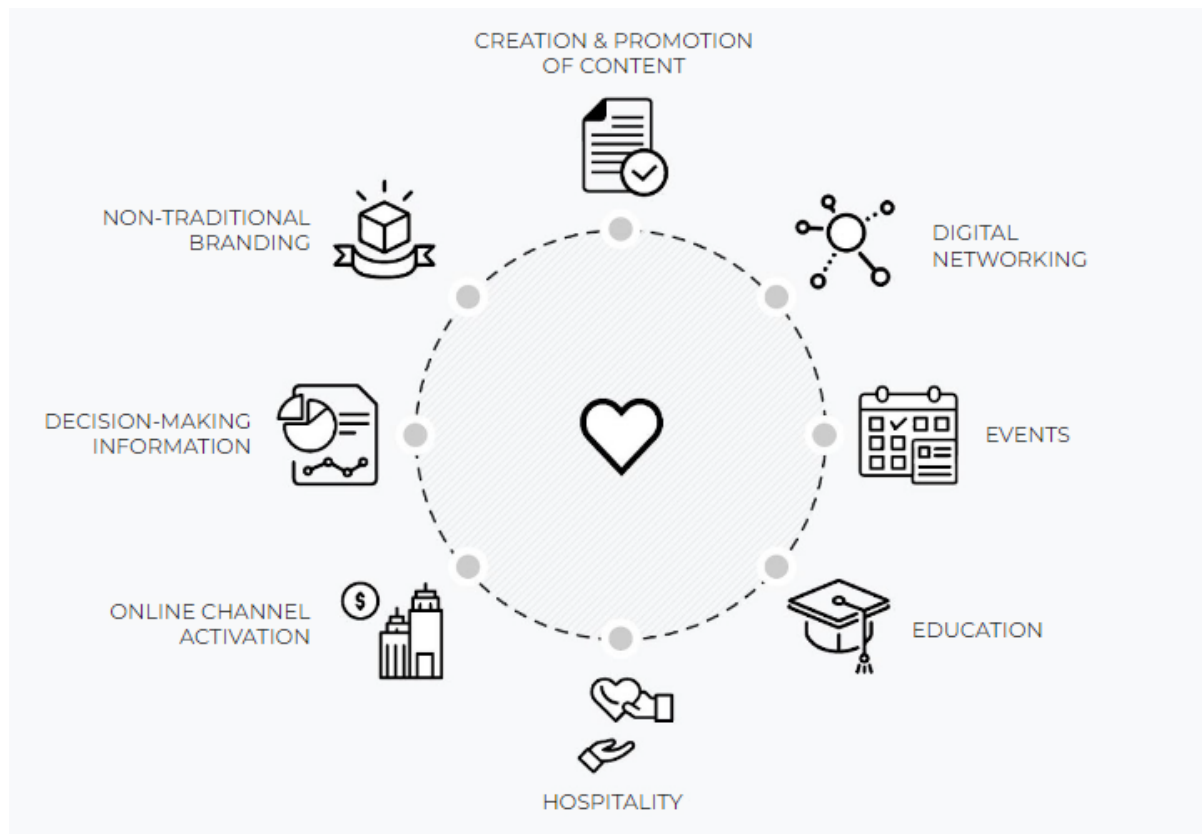 CREATION & PROMOTION
OF CONTENT
NON-TRADITIONAL
BRANDING
DIGITAL
NETWORKING
DECISION-MAKING
INFORMATION
EVENTS
ONLINE CHANNEL
ACTIVATION
$
EDUCATION
HOSPITALITY